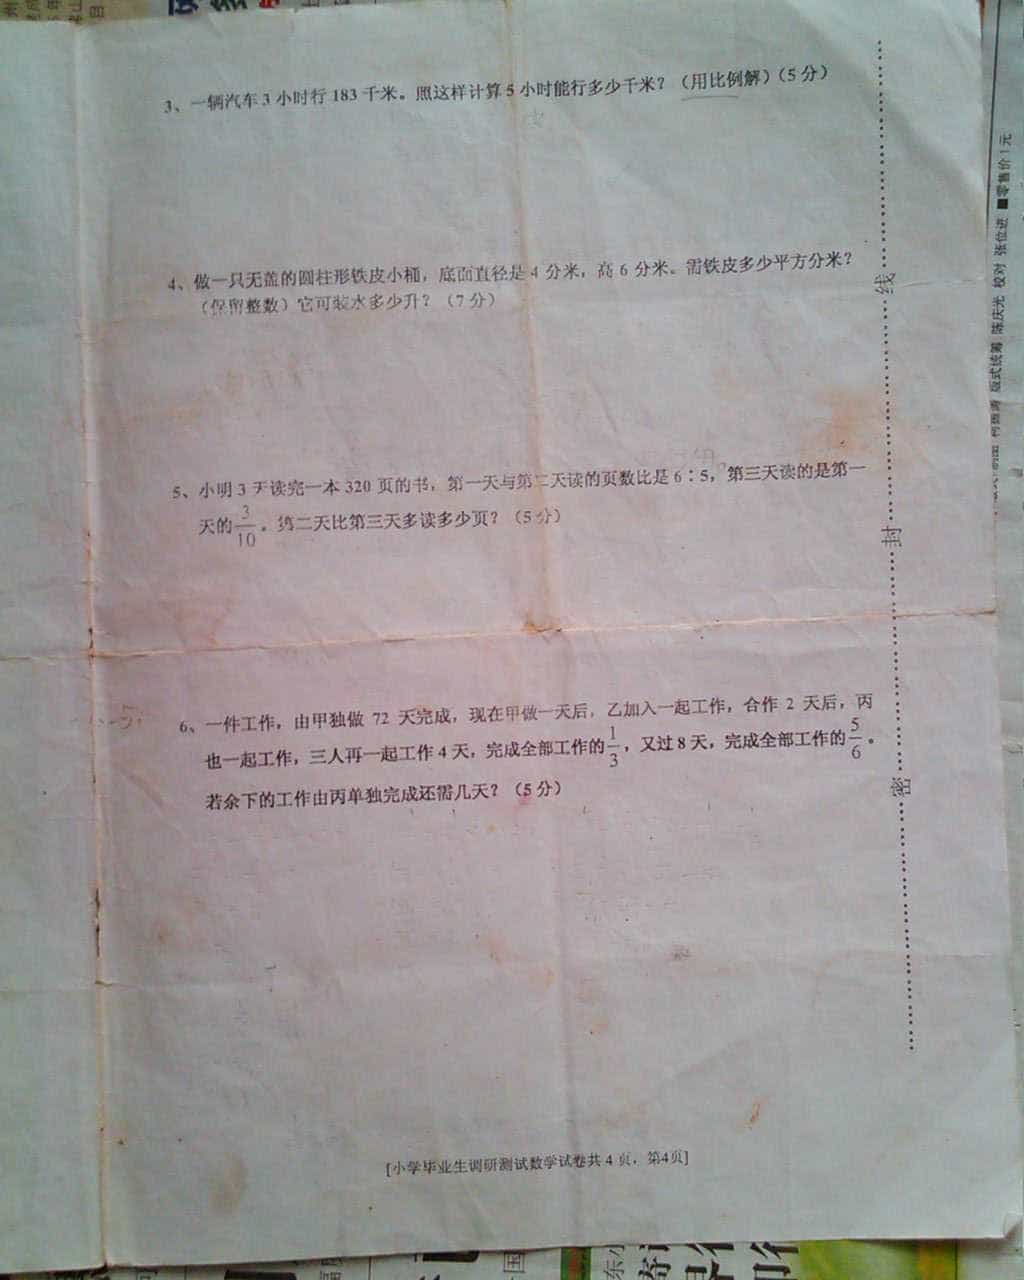 3、一辆汽车 3 小时行 183 千米。照这样计算 5 小时能行多少千米？（用比例解）（5 分）
4、做一只无盖的圆柱形铁皮小桶，底面直径是 4 分米，高 6 分米。需铁皮多少平方分米？
（保留整数）它可装水多少升？（7 分）
5、小明 3 天读完一本 320 页的书，第一天与第二天读的页数比是 6∶5，第三天读的是第一
天的3/10。第二天比第三天多读多少页？（5 分）
6、一件工作，由甲独做 72 天完成，现在甲做一天后，乙加入一起工作，合作 2 天后，丙
也一起工作，三人再一起工作 4 天，完成全部工作的1/3，又过 8 天，完成全部工作的5/6。
若余下的工作由丙单独完成还需几天？（5 分）
[小学毕业生调研测试数学试卷共 4 页，第4页]
线
封
密
■零售价 1 元
校对 张位进